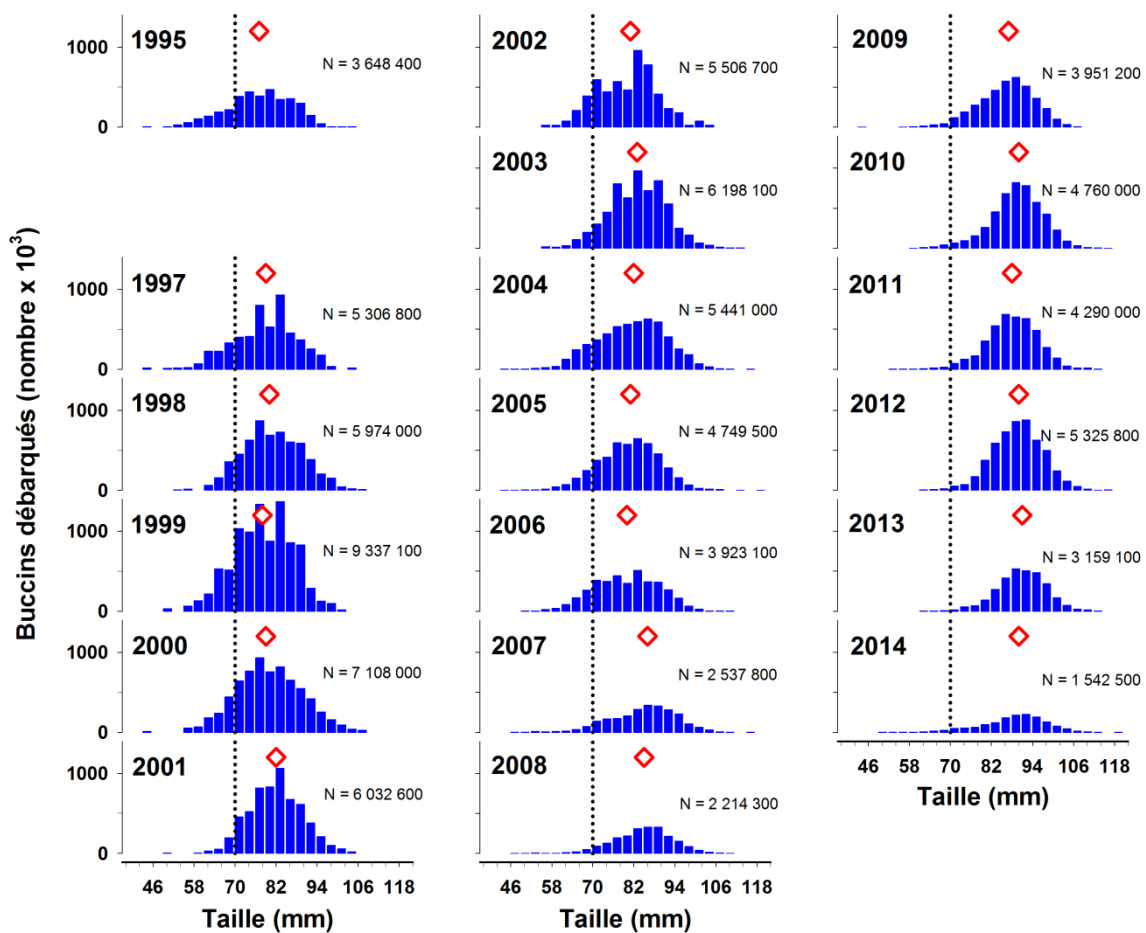 Buccins débarqués (nombre x 10³)
1995
N = 3 648 400
1000
0
1997
N = 5 306 800
1000
0
1998
N = 5 974 000
1000
0
1999
N = 9 337 100
1000
0
2000
N = 7 108 000
1000
0
2001
N = 6 032 600
1000
0
46 58 70 82 94 106 118
Taille (mm)
2002
N = 5 506 700
2003
N = 6 198 100
2004
N = 5 441 000
2005
N = 4 749 500
2006
N = 3 923 100
2007
N = 2 537 800
2008
N = 2 214 300
46 58 70 82 94 106 118
Taille (mm)
2009
N = 3 951 200
2010
N = 4 760 000
2011
N = 4 290 000
2012
N = 5 325 800
2013
N = 3 159 100
2014
N = 1 542 500
46 58 70 82 94 106 118
Taille (mm)